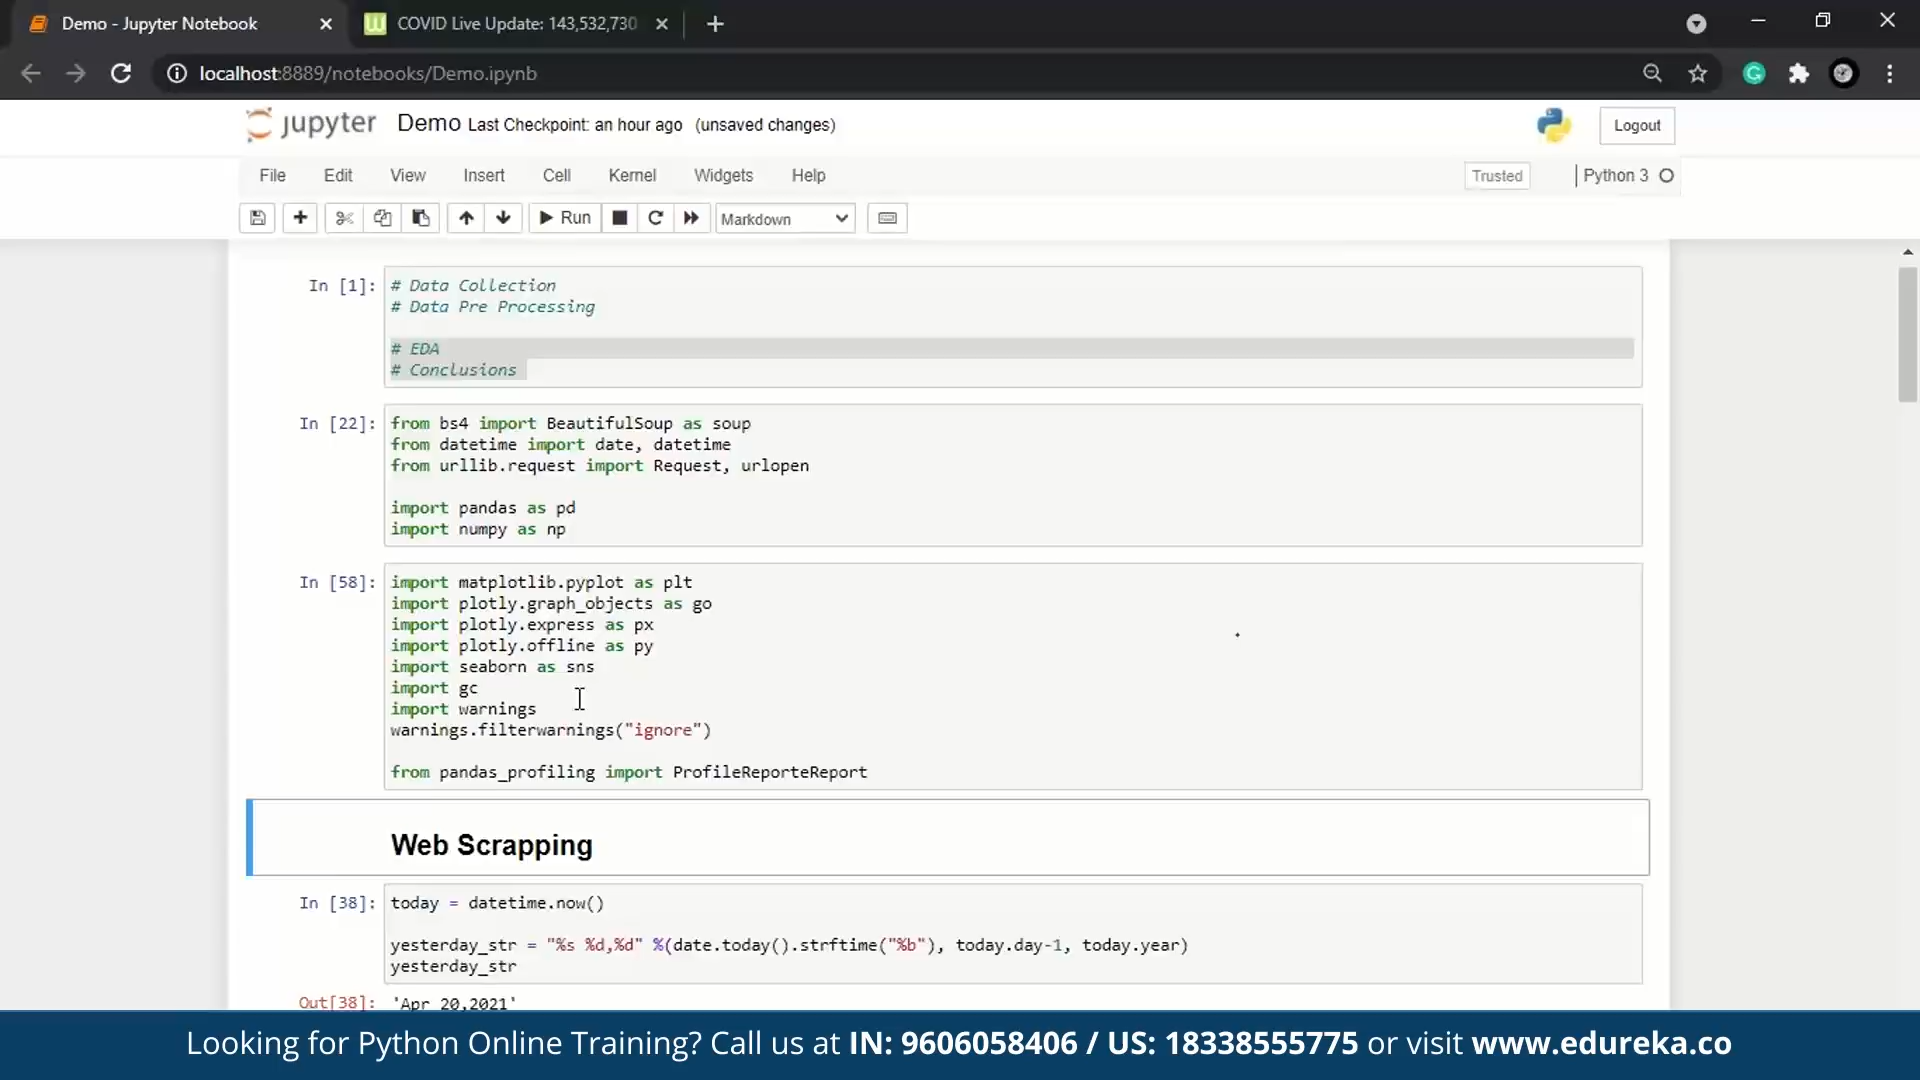 Demo - Jupyter Notebook
COVID Live Update: 143,532,730
localhost:8889/notebooks/Demo.ipynb
jupyter Demo Last Checkpoint: an hour ago (unsaved changes)
Logout
File Edit View Insert Cell Kernel Widgets Help
Trusted
Python 3
Run
Markdown
In [1]: # Data Collection
# Data Pre Processing
# EDA
# Conclusions
In [22]: from bs4 import BeautifulSoup as soup
from datetime import date, datetime
from urllib.request import Request, urlopen
import pandas as pd
import numpy as np
In [58]: import matplotlib.pyplot as plt
import plotly.graph_objects as go
import plotly.express as px
import plotly.offline as py
import seaborn as sns
import gc
import warnings
warnings.filterwarnings("ignore")
from pandas_profiling import ProfileReporteReport
Web Scrapping
In [38]: today = datetime.now()
yesterday_str = "%s %d,%d" %(date.today().strftime("%b"), today.day-1, today.year)
yesterday_str
Out[38]: 'Apr 20,2021'
Looking for Python Online Training? Call us at IN: 9606058406 / US: 18338555775 or visit www.edureka.co